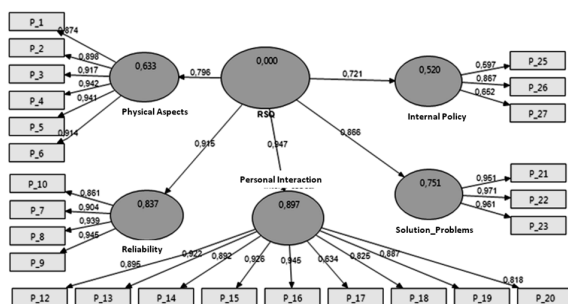 P_1
0,874
P_2
0,898
P_3
0,917
P_4
0,942
P_5
0,941
P_6
0,914
0,633
Physical Aspects
0,796
0,000
RSQ
0,721
0,520
Internal Policy
0,597
P_25
0,867
P_26
0,652
P_27
0,915
0,947
0,866
P_10
0,861
P_7
0,904
P_8
0,939
P_9
0,945
0,837
Reliability
Personal Interaction
0,897
0,751
Solution_Problems
0,951
P_21
0,971
P_22
0,961
P_23
0,895
0,922
0,892
0,926
0,945
0,834
0,825
0,887
0,818
P_12
P_13
P_14
P_15
P_16
P_17
P_18
P_19
P_20